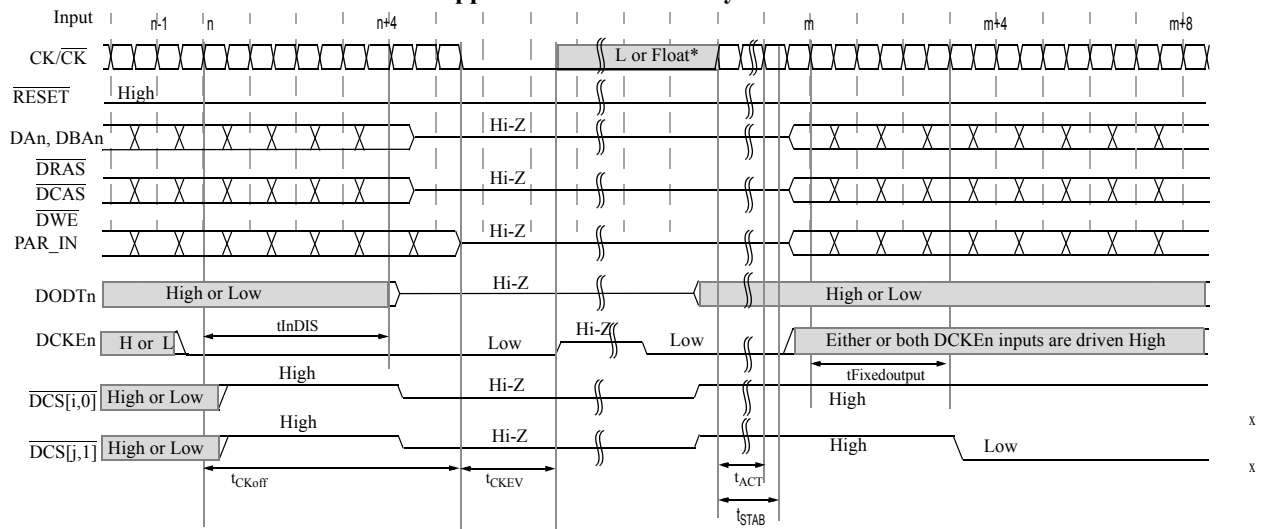 Input n-1 n n+4 m m+4 m+8
CK/CK L or Float*
RESET High
DAn, DBAn Hi-Z
DRAS
DCAS Hi-Z
DWE
PAR_IN Hi-Z
DODTn High or Low Hi-Z High or Low
tInDIS
DCKEn H or L Low Hi-Z Low Either or both DCKEn inputs are driven High
tFixedoutput
DCS[i,0] High or Low High Hi-Z High
x
DCS[j,1] High or Low High Hi-Z High Low
x
tCKoff tCKEV tACT
tSTAB